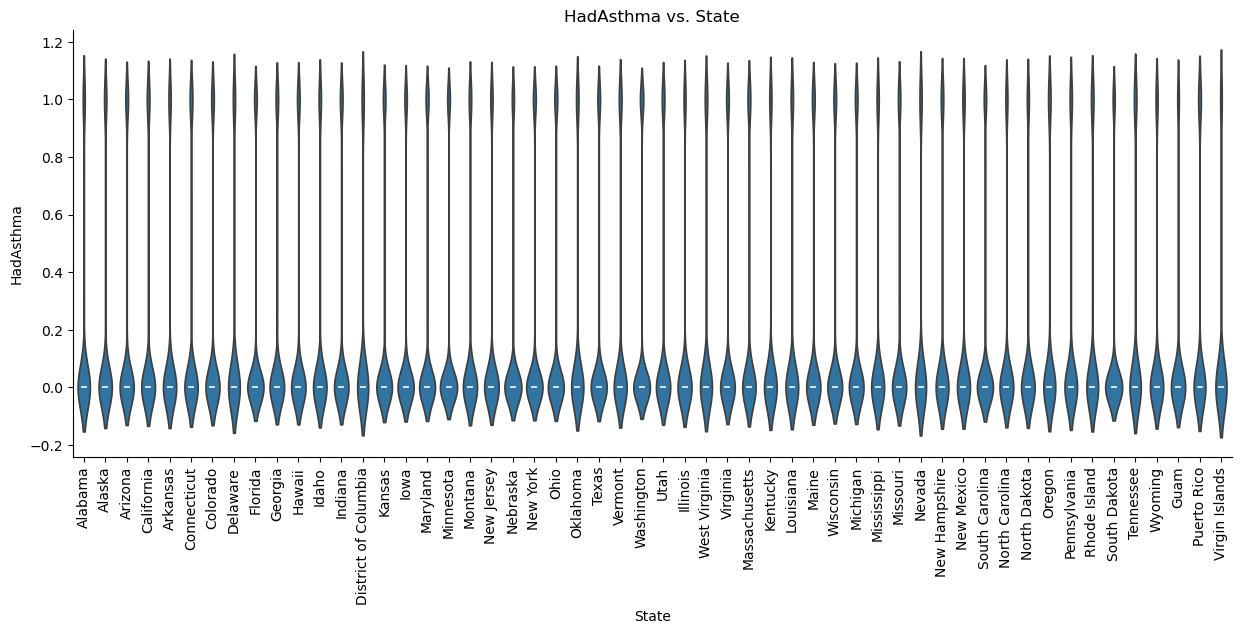 HadAsthma vs. State
1.2
1.0
0.8
0.6
0.4
0.2
0.0
−0.2
HadAsthma
Alabama
Alaska
Arizona
California
Arkansas
Connecticut
Colorado
Delaware
Florida
Georgia
Hawaii
Idaho
Indiana
District of Columbia
Kansas
Iowa
Maryland
Minnesota
Montana
New Jersey
Nebraska
New York
Ohio
Oklahoma
Texas
Vermont
Washington
Utah
Illinois
West Virginia
Virginia
Massachusetts
Kentucky
Louisiana
Maine
Wisconsin
Michigan
Mississippi
Missouri
Nevada
New Hampshire
New Mexico
South Carolina
North Carolina
North Dakota
Oregon
Pennsylvania
Rhode Island
South Dakota
Tennessee
Wyoming
Guam
Puerto Rico
Virgin Islands
State